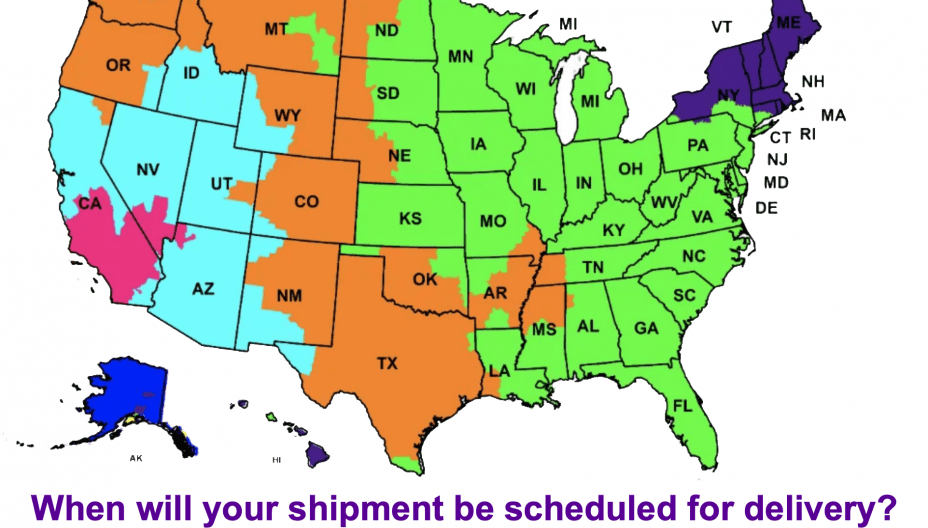 MI
VT
ME
MT
ND
MN
OR
ID
SD
WI
MI
NY
NH
WY
MA
NE
IA
PA
CT
RI
NV
UT
CO
IL
IN
OH
NJ
MD
CA
KS
MO
WV
VA
DE
KY
AZ
NM
OK
AR
TN
NC
SC
TX
MS
AL
GA
LA
FL
AK
HI
When will your shipment be scheduled for delivery?